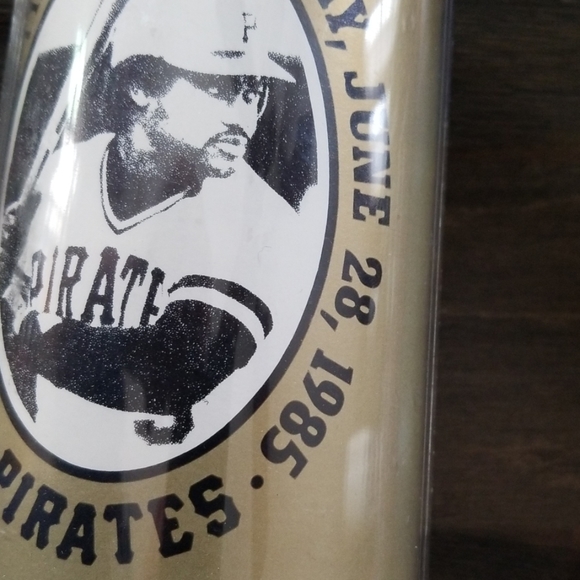 P
PIRATE
Y, JUNE 28, 1985 •
PIRATES